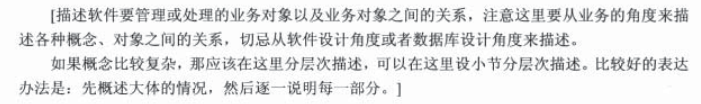 [描述软件要管理或处理的业务对象以及业务对象之间的关系，注意这里要从业务的角度来描
述各种概念、对象之间的关系，切忌从软件设计角度或者数据库设计角度来描述。
如果概念比较复杂，那应该在这里分层次描述，可以在这里设小节分层次描述。比较好的表达
办法是：先概述大体的情况，然后逐一说明每一部分。]